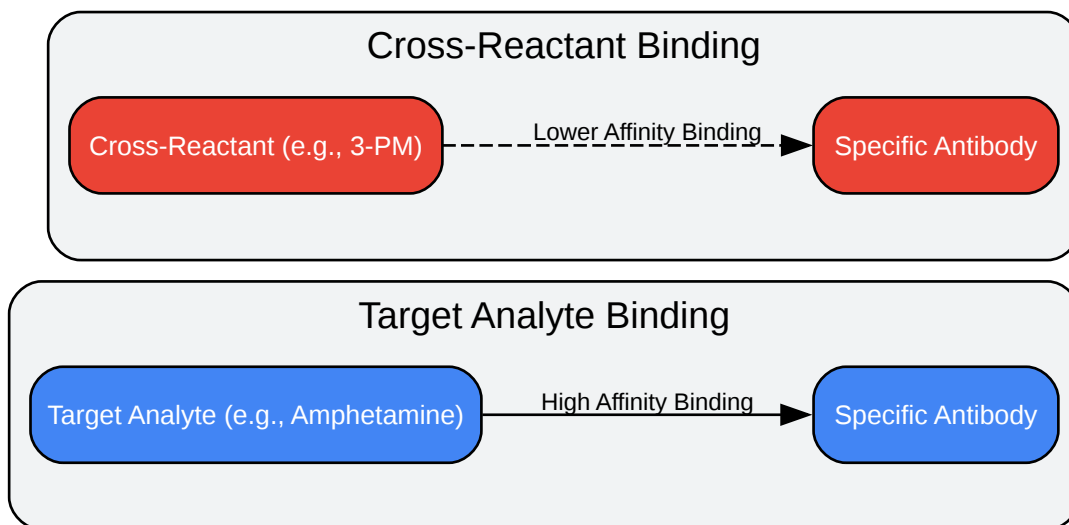 Cross-Reactant Binding
Cross-Reactant (e.g., 3-PM)
Lower Affinity Binding
Specific Antibody
Target Analyte Binding
Target Analyte (e.g., Amphetamine)
High Affinity Binding
Specific Antibody